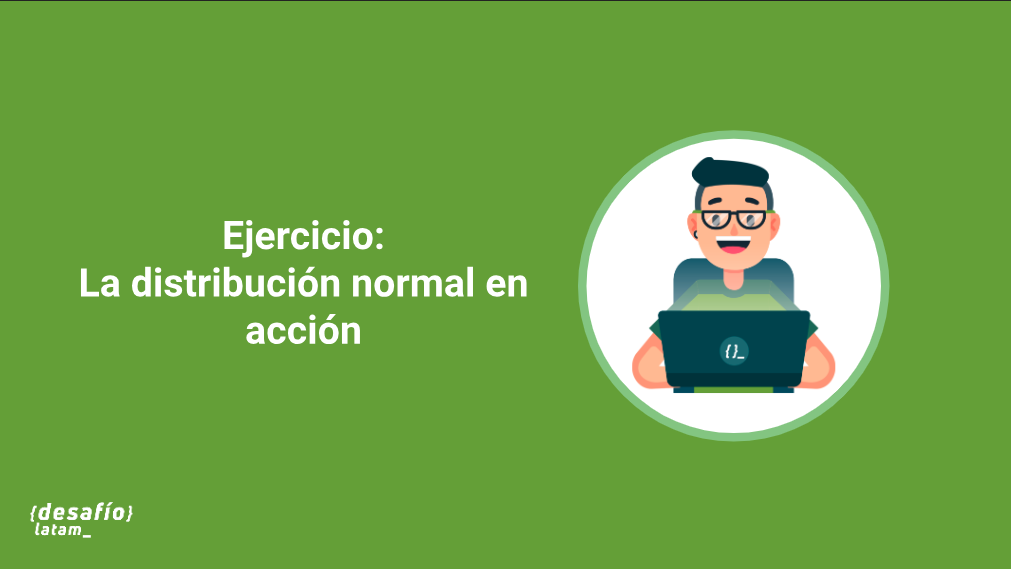 Ejercicio:
La distribución normal en
acción
{}_
{desafío}
latam_